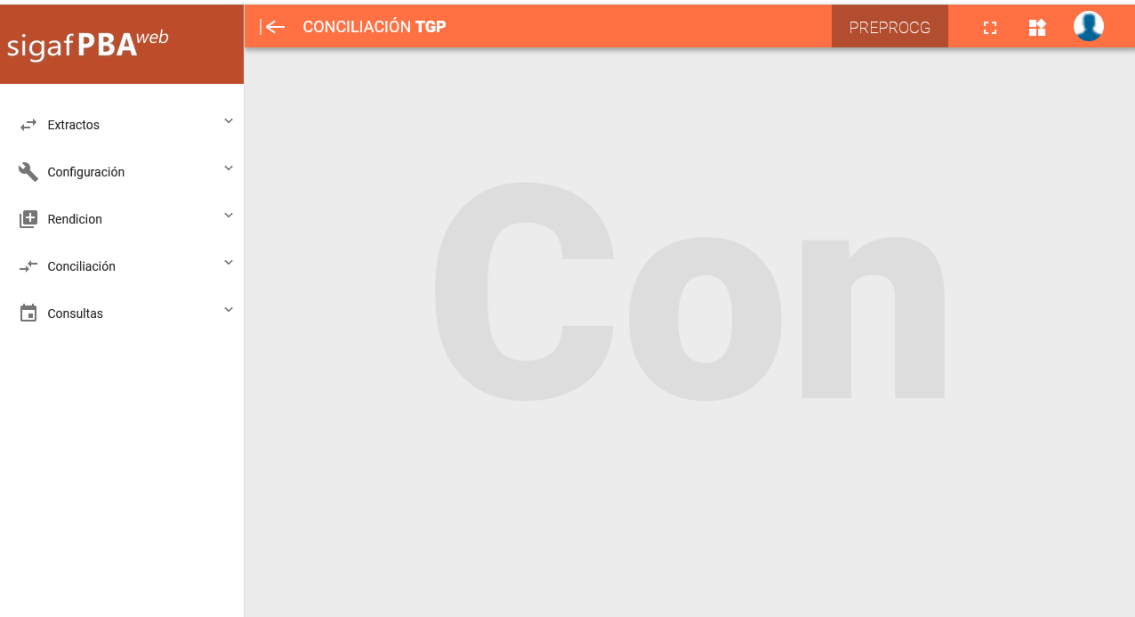 sigafPBAweb
CONCILIACIÓN TGP
PREPROCG
Extractos
Configuración
Rendicion
Conciliación
Consultas
Con